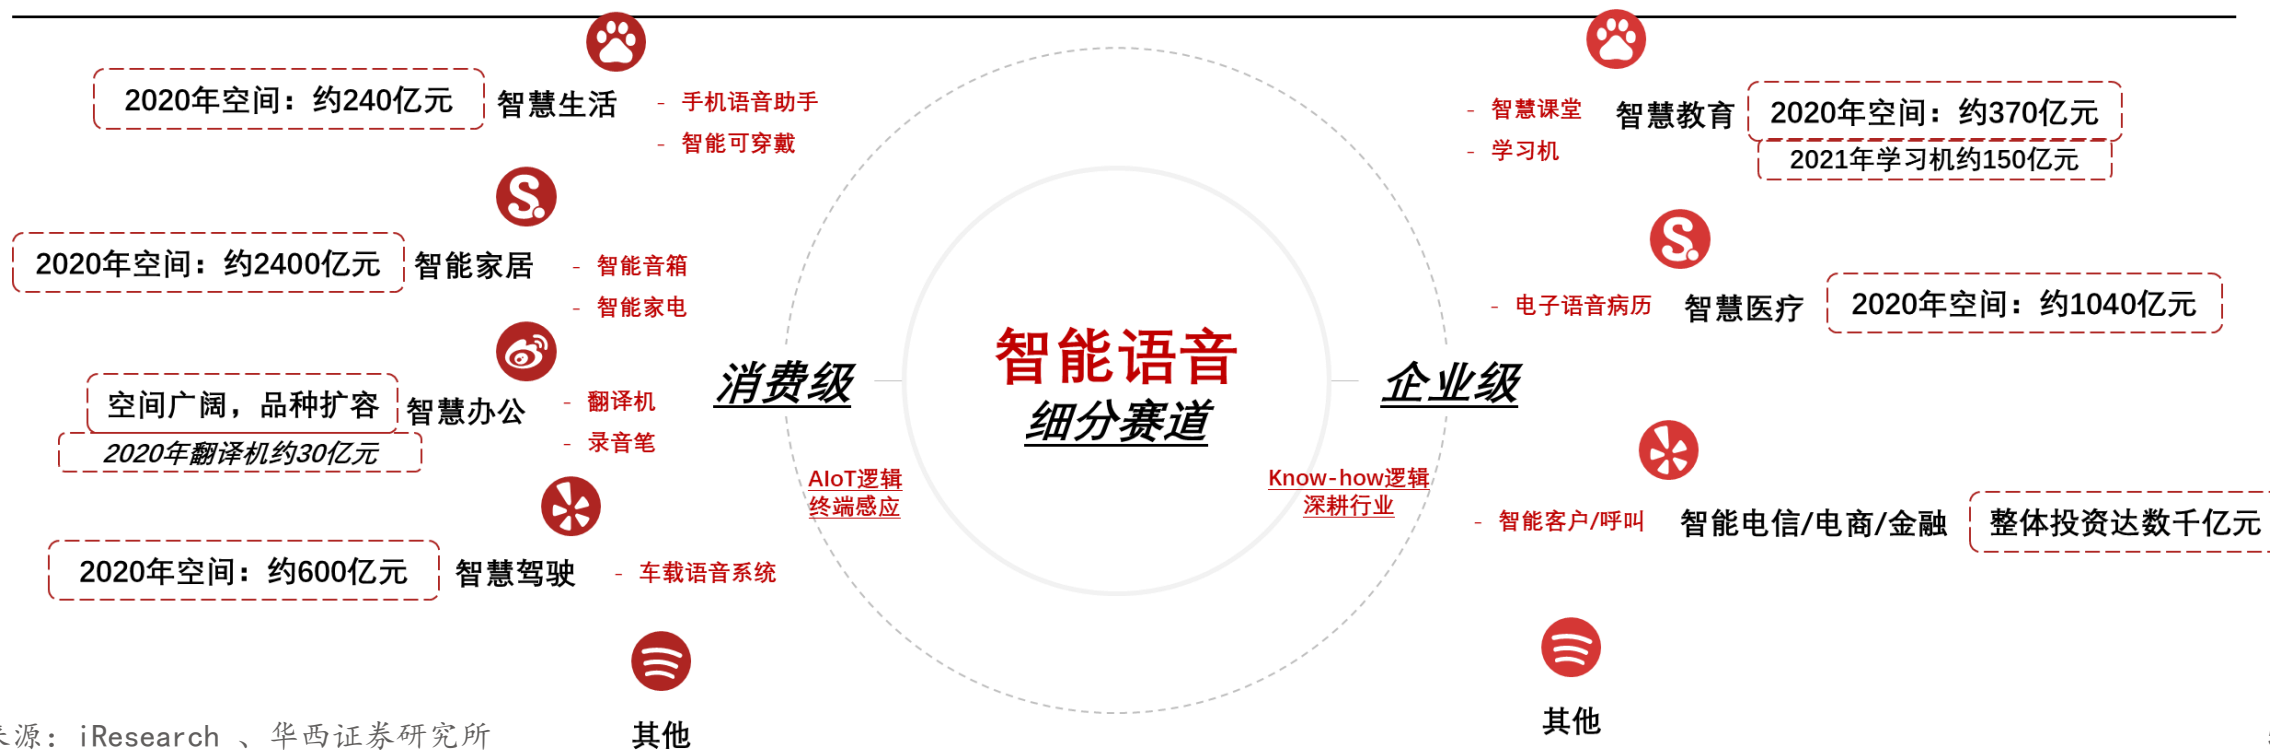 2020年空间：约240亿元
智慧生活
- 手机语音助手
- 智能可穿戴
2020年空间：约2400亿元
智能家居
- 智能音箱
- 智能家电
空间广阔，品种扩容
2020年翻译机约30亿元
智慧办公
- 翻译机
- 录音笔
2020年空间：约600亿元
智慧驾驶
- 车载语音系统
其他
消费级
AIoT逻辑
终端感应
智能语音
细分赛道
企业级
Know-how逻辑
深耕行业
- 智慧课堂
- 学习机
智慧教育
2020年空间：约370亿元
2021年学习机约150亿元
- 电子语音病历
智慧医疗
2020年空间：约1040亿元
- 智能客户/呼叫
智能电信/电商/金融
整体投资达数千亿元
其他
来源：iResearch 、华西证券研究所